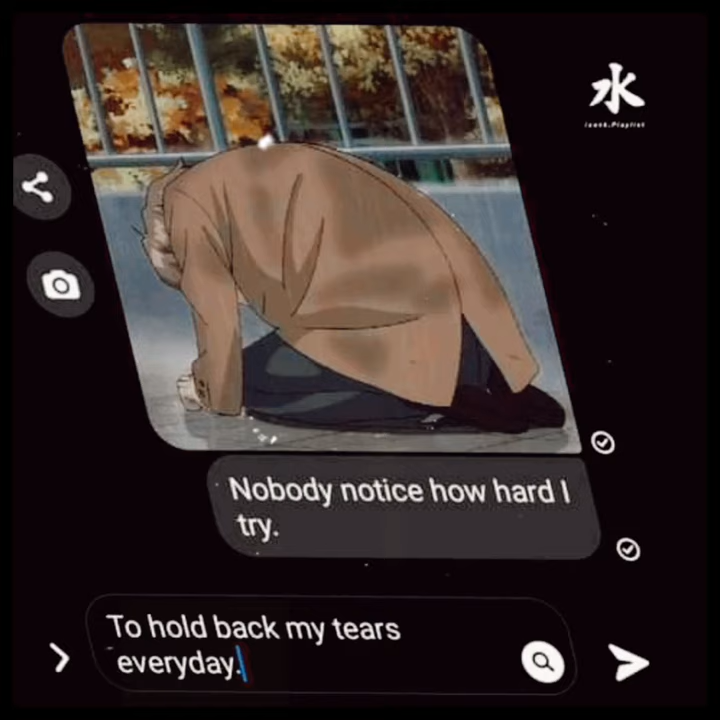 水
Nobody notice how hard I
try.
To hold back my tears
everyday.